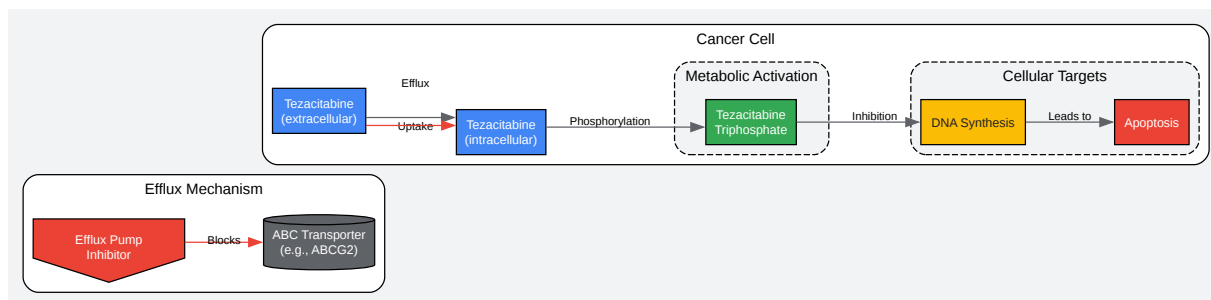 Cancer Cell
Metabolic Activation
Cellular Targets
Efflux
Tezacitabine
(extracellular)
Uptake
Tezacitabine
(intracellular)
Phosphorylation
Tezacitabine
Triphosphate
Inhibition
DNA Synthesis
Leads to
Apoptosis
Efflux Mechanism
Efflux Pump
Inhibitor
Blocks
ABC Transporter
(e.g., ABCG2)